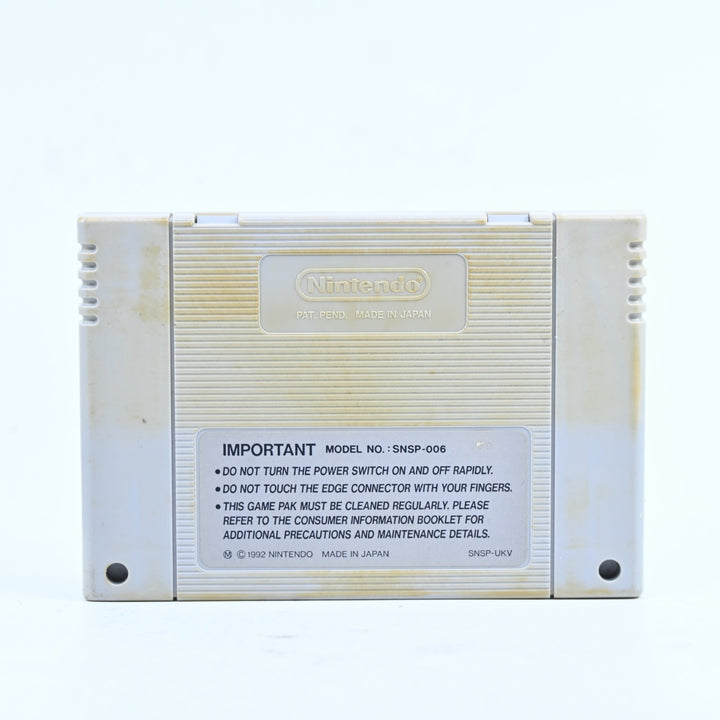 Nintendo
PAT. PEND. MADE IN JAPAN
IMPORTANT MODEL NO. : SNSP-006
• DO NOT TURN THE POWER SWITCH ON AND OFF RAPIDLY.
• DO NOT TOUCH THE EDGE CONNECTOR WITH YOUR FINGERS.
• THIS GAME PAK MUST BE CLEANED REGULARLY. PLEASE
REFER TO THE CONSUMER INFORMATION BOOKLET FOR
ADDITIONAL PRECAUTIONS AND MAINTENANCE DETAILS.
Ⓜ © 1992 NINTENDO MADE IN JAPAN SNSP-UKV